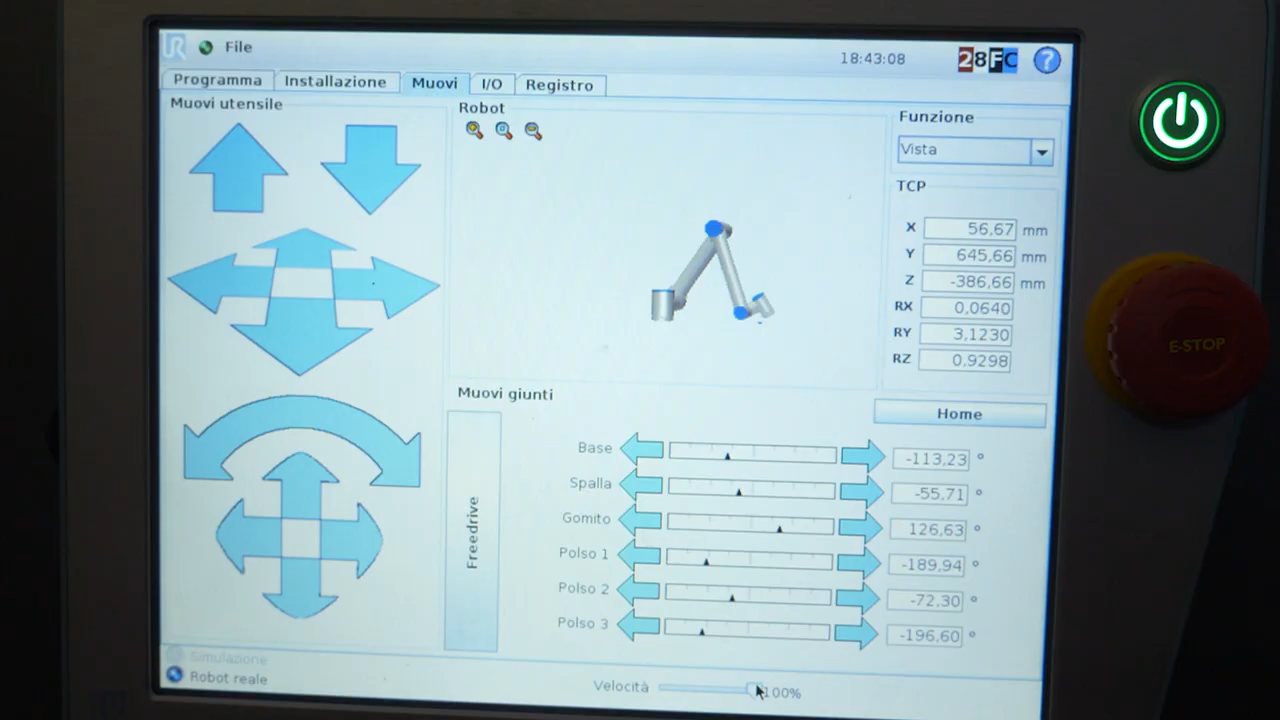 UR
File
18:43:08
28FC
?
Programma
Installazione
Muovi
I/O
Registro
Muovi utensile
Robot
Funzione
Vista
TCP
X 56,67 mm
Y 645,66 mm
Z -386,66 mm
RX 0,0640
RY 3,1230
RZ 0,9298
E-STOP
Home
Muovi giunti
Freedrive
Base -113,23 °
Spalla -55,71 °
Gomito 126,63 °
Polso 1 -189,94 °
Polso 2 -72,30 °
Polso 3 -196,60 °
Simulazione
Robot reale
Velocità 100%